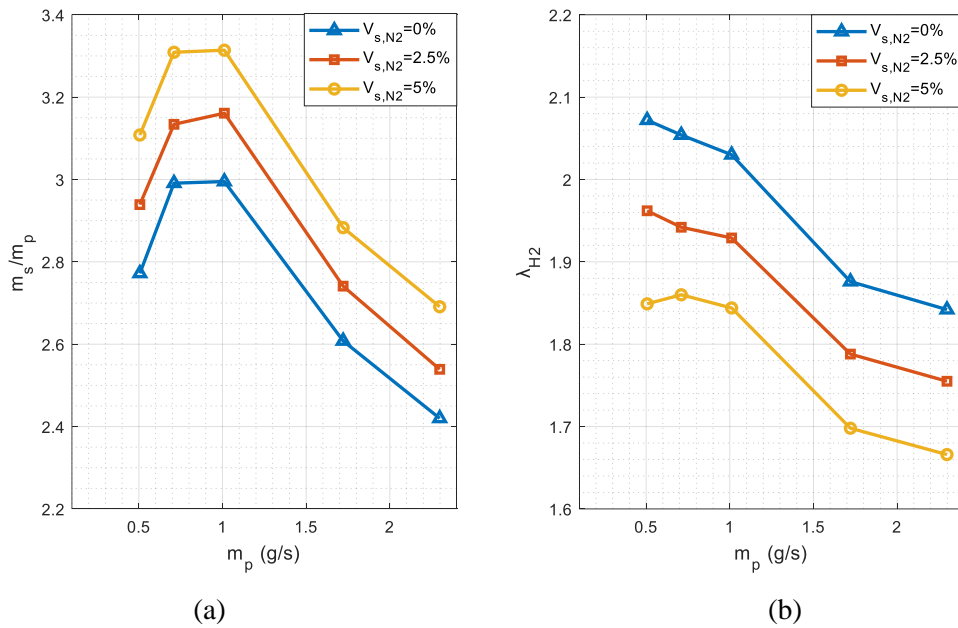 3.4
3.2
3
2.8
2.6
2.4
2.2
0.5 1 1.5 2
m_s/m_p
m_p (g/s)
V_s,N2=0%
V_s,N2=2.5%
V_s,N2=5%
(a)
2.2
2.1
2
1.9
1.8
1.7
1.6
0.5 1 1.5 2
λ_H2
m_p (g/s)
V_s,N2=0%
V_s,N2=2.5%
V_s,N2=5%
(b)